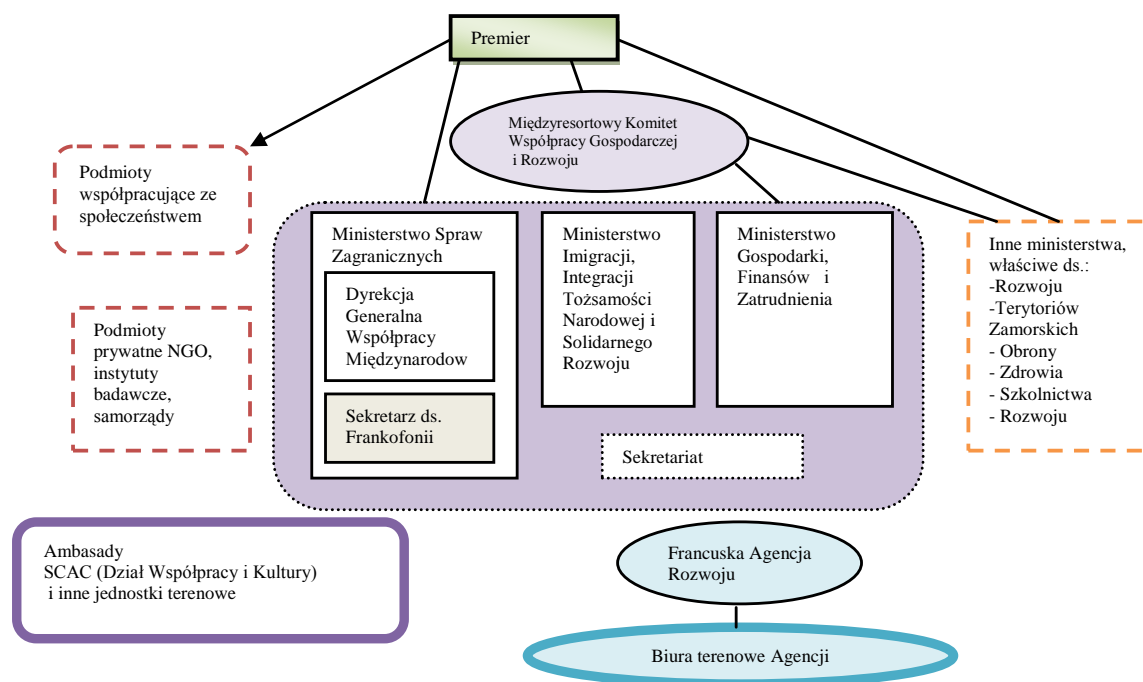 Premier
Międzyresortowy Komitet
Współpracy Gospodarczej
i Rozwoju
Podmioty
współpracujące ze
społeczeństwem
Ministerstwo Spraw
Zagranicznych
Dyrekcja
Generalna
Współpracy
Międzynarodow
Sekretarz ds.
Frankofonii
Ministerstwo
Imigracji,
Integracji
Tożsamości
Narodowej i
Solidarnego
Rozwoju
Ministerstwo
Gospodarki,
Finansów i
Zatrudnienia
Sekretariat
Inne ministerstwa,
właściwe ds.:
-Rozwoju
-Terytoriów
Zamorskich
- Obrony
- Zdrowia
- Szkolnictwa
- Rozwoju
Podmioty
prywatne NGO,
instytuty
badawcze,
samorządy
Ambasady
SCAC (Dział Współpracy i Kultury)
i inne jednostki terenowe
Francuska Agencja
Rozwoju
Biura terenowe Agencji